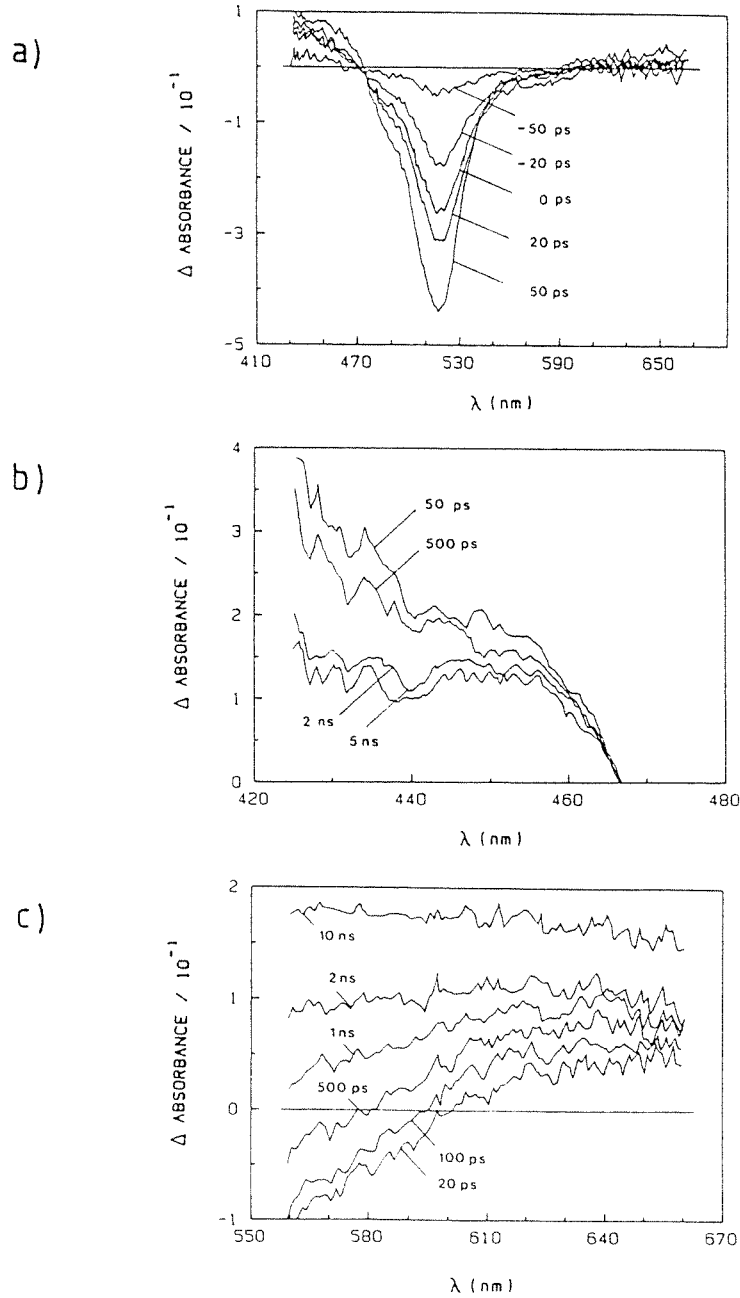 a)
Δ ABSORBANCE / 10⁻¹
1
-1
-3
-5
-50 ps
-20 ps
0 ps
20 ps
50 ps
410 470 530 590 650
λ (nm)
b)
Δ ABSORBANCE / 10⁻¹
4
3
2
1
0
50 ps
500 ps
2 ns
5 ns
420 440 460 480
λ (nm)
c)
Δ ABSORBANCE / 10⁻¹
2
1
0
-1
10 ns
2 ns
1 ns
500 ps
100 ps
20 ps
550 580 610 640 670
λ (nm)